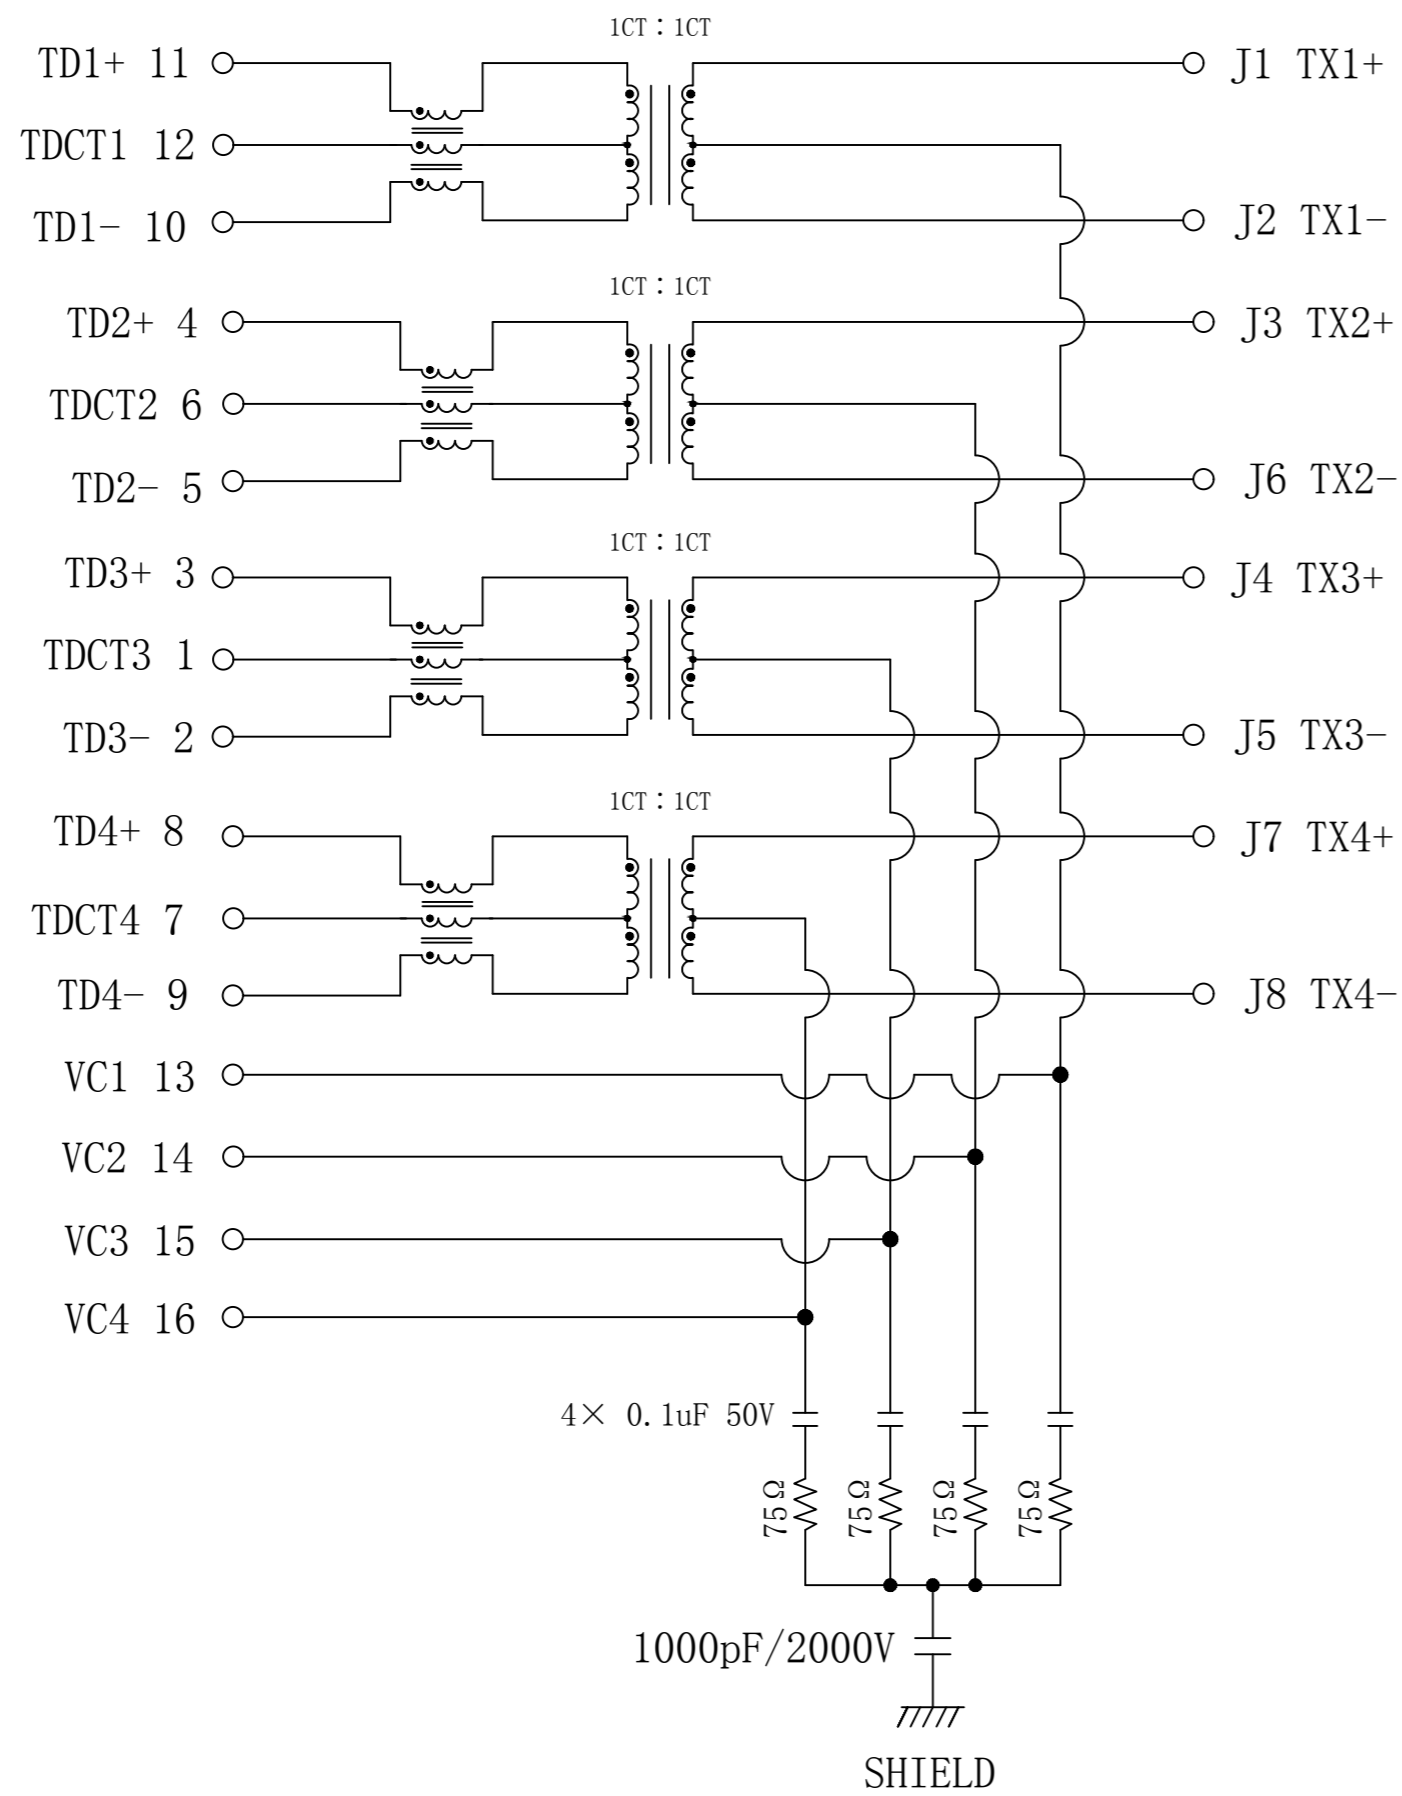 1CT：1CT
TD1+ 11
J1 TX1+
TDCT1 12
TD1- 10
J2 TX1-
1CT：1CT
TD2+ 4
J3 TX2+
TDCT2 6
TD2- 5
J6 TX2-
1CT：1CT
TD3+ 3
J4 TX3+
TDCT3 1
TD3- 2
J5 TX3-
1CT：1CT
TD4+ 8
J7 TX4+
TDCT4 7
TD4- 9
J8 TX4-
VC1 13
VC2 14
VC3 15
VC4 16
4× 0.1uF 50V
75Ω
75Ω
75Ω
75Ω
1000pF/2000V
SHIELD